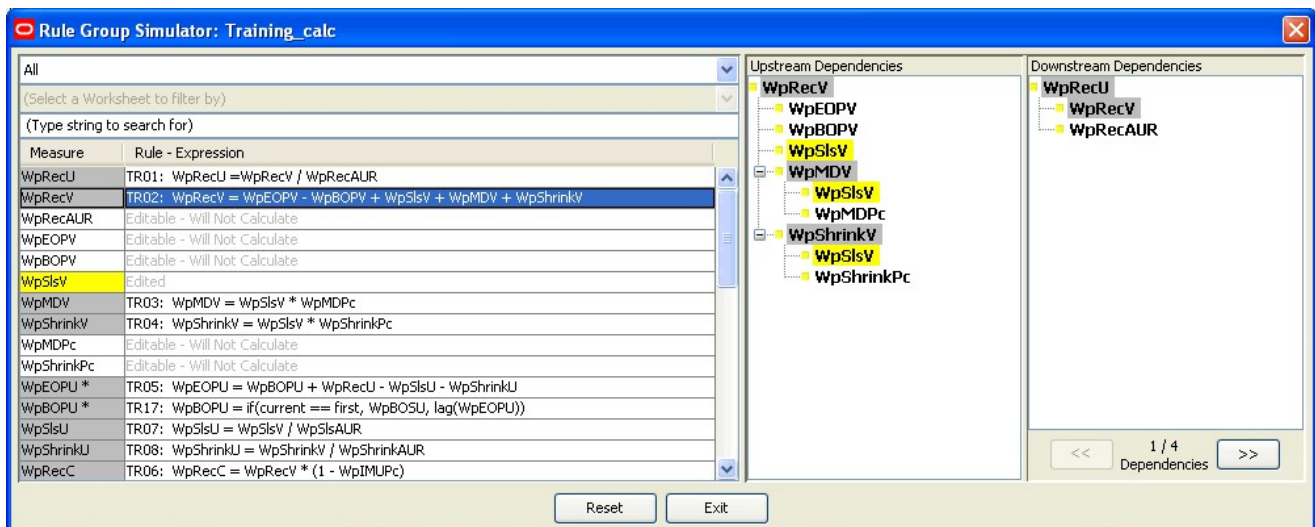 Rule Group Simulator: Training_calc
All
(Select a Worksheet to filter by)
(Type string to search for)
Measure Rule - Expression
WpRecU TR01: WpRecU =WpRecV / WpRecAUR
WpRecV TR02: WpRecV = WpEOPV - WpBOPV + WpSlsV + WpMDV + WpShrinkV
WpRecAUR Editable - Will Not Calculate
WpEOPV Editable - Will Not Calculate
WpBOPV Editable - Will Not Calculate
WpSlsV Edited
WpMDV TR03: WpMDV = WpSlsV * WpMDPc
WpShrinkV TR04: WpShrinkV = WpSlsV * WpShrinkPc
WpMDPc Editable - Will Not Calculate
WpShrinkPc Editable - Will Not Calculate
WpEOPU * TR05: WpEOPU = WpBOPU + WpRecU - WpSlsU - WpShrinkU
WpBOPU * TR17: WpBOPU = if(current == first, WpBOSU, lag(WpEOPU))
WpSlsU TR07: WpSlsU = WpSlsV / WpSlsAUR
WpShrinkU TR08: WpShrinkU = WpShrinkV / WpShrinkAUR
WpRecC TR06: WpRecC = WpRecV * (1 - WpIMUPc)
Upstream Dependencies
WpRecV
WpEOPV
WpBOPV
WpSlsV
WpMDV
WpSlsV
WpMDPc
WpShrinkV
WpSlsV
WpShrinkPc
Downstream Dependencies
WpRecU
WpRecV
WpRecAUR
<< 1 / 4 >>
Dependencies
Reset Exit